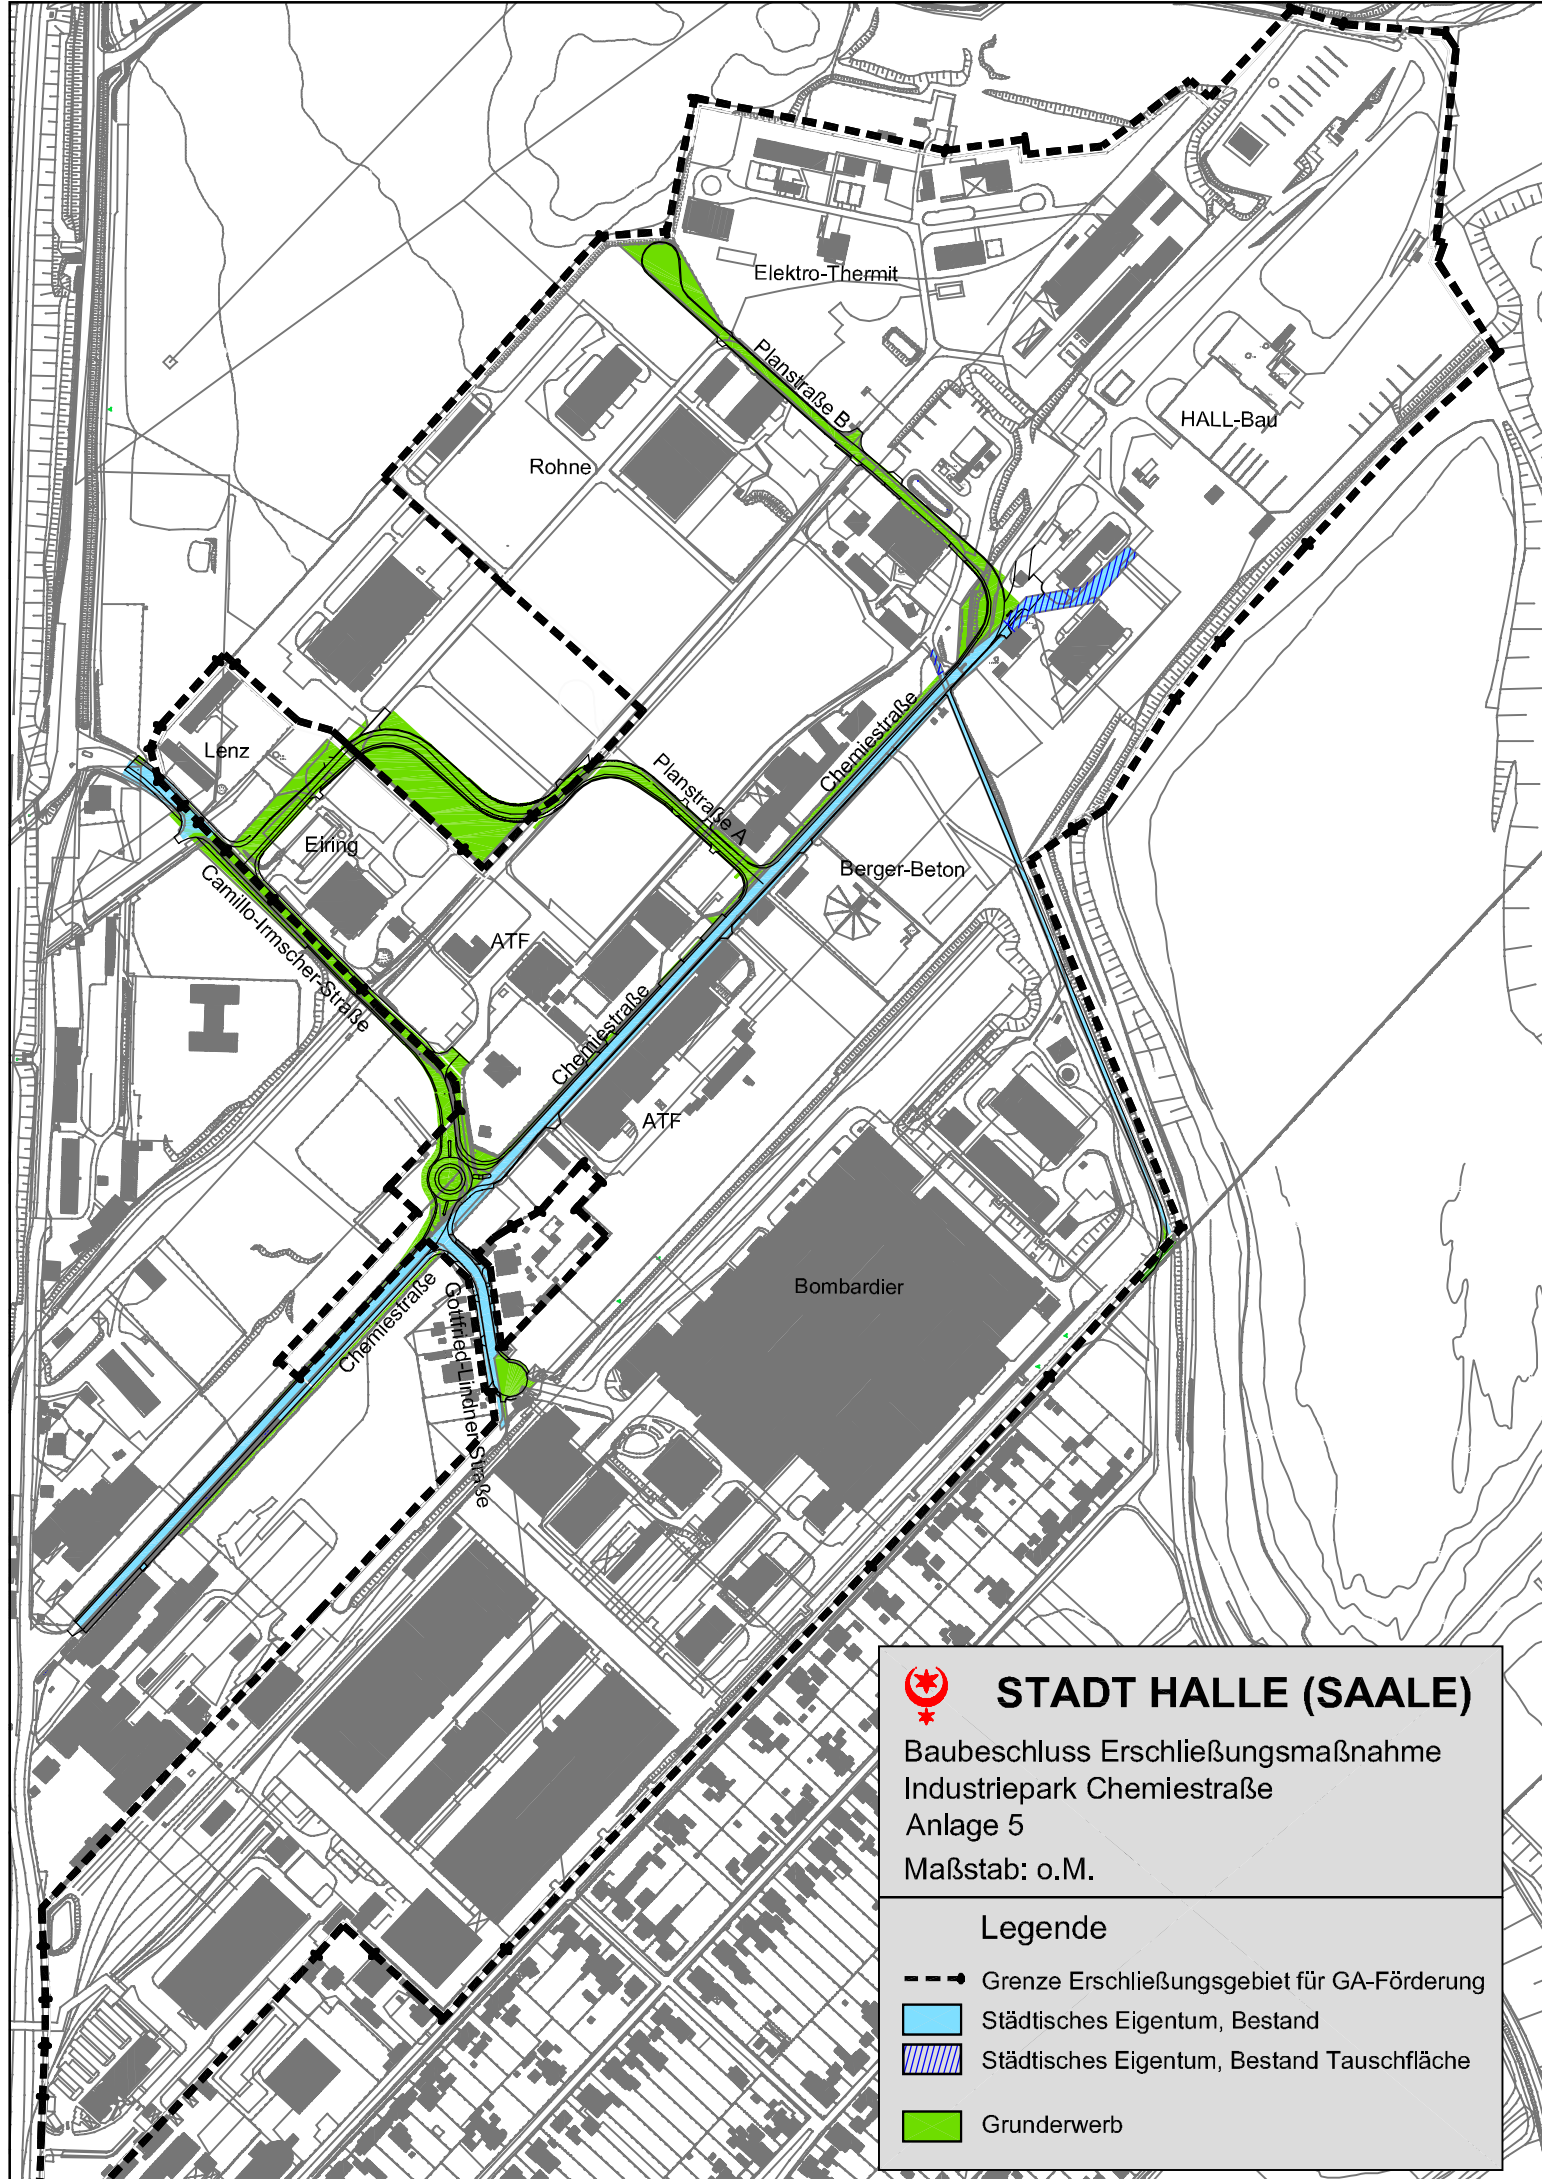 Elektro-Thermit
Planstraße B
HALL-Bau
Rohne
Lenz
Planstraße A
Chemiestraße
Eiring
Berger-Beton
Camillo-Irmscher-Straße
ATF
Chemiestraße
ATF
Bombardier
Chemiestraße
Gottfried-Lindner-Straße
STADT HALLE (SAALE)
Baubeschluss Erschließungsmaßnahme
Industriepark Chemiestraße
Anlage 5
Maßstab: o.M.
Legende
Grenze Erschließungsgebiet für GA-Förderung
Städtisches Eigentum, Bestand
Städtisches Eigentum, Bestand Tauschfläche
Grunderwerb